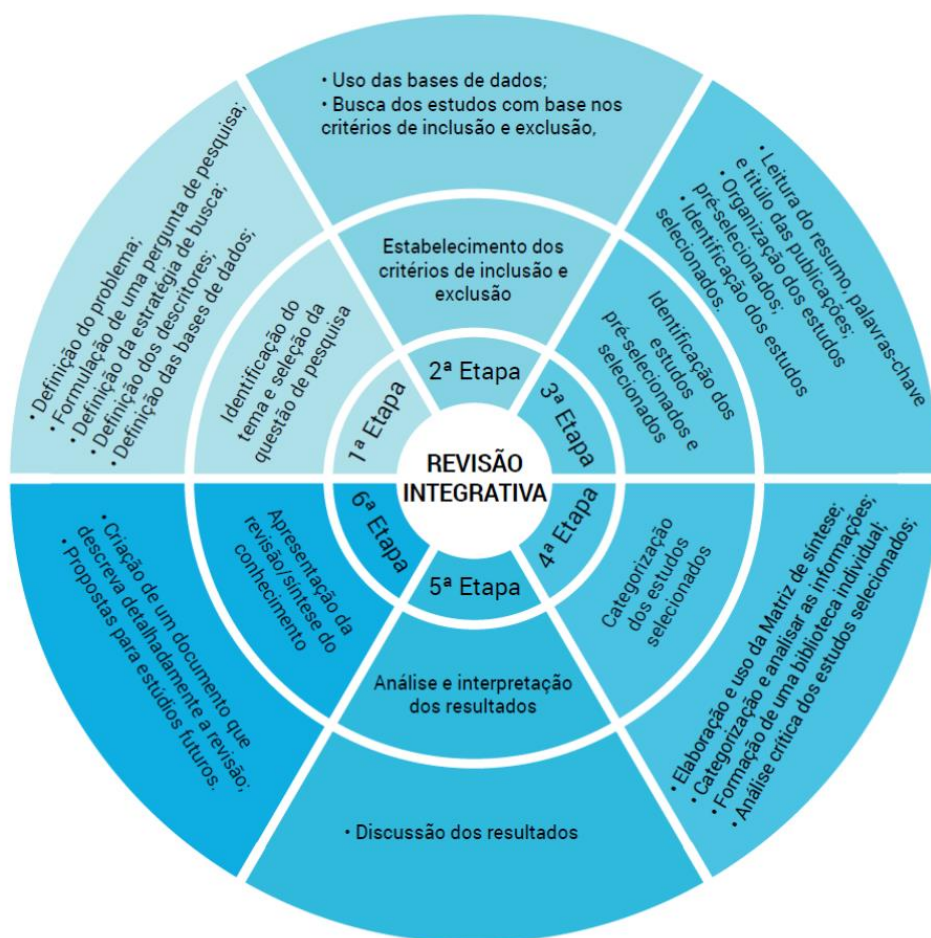 REVISÃO
INTEGRATIVA
1ª Etapa
Identificação do
tema e seleção da
questão de pesquisa
• Definição do problema;
• Formulação de uma pergunta de pesquisa;
• Definição da estratégia de busca;
• Definição dos descritores;
• Definição das bases de dados;
2ª Etapa
Estabelecimento dos
critérios de inclusão e
exclusão
• Uso das bases de dados;
• Busca dos estudos com base nos
critérios de inclusão e exclusão,
3ª Etapa
Identificação dos
estudos
pré-selecionados e
selecionados
• Leitura do resumo, palavras-chave
e titúlo das publicações;
• Organização dos estudos
pré-selecionados;
• Identificação dos estudos
selecionados.
4ª Etapa
Categorização
dos estudos
selecionados
• Elaboração e uso da Matriz de síntese;
• Categorização e analisar as informações;
• Formação de uma biblioteca individual;
• Análise crítica dos estudos selecionados;
5ª Etapa
Análise e interpretação
dos resultados
• Discussão dos resultados
6ª Etapa
Apresentação da
revisão/síntese do
conhecimento
• Criação de um documento que
descreva detalhadamente a revisão;
• Propostas para estúdios futuros.